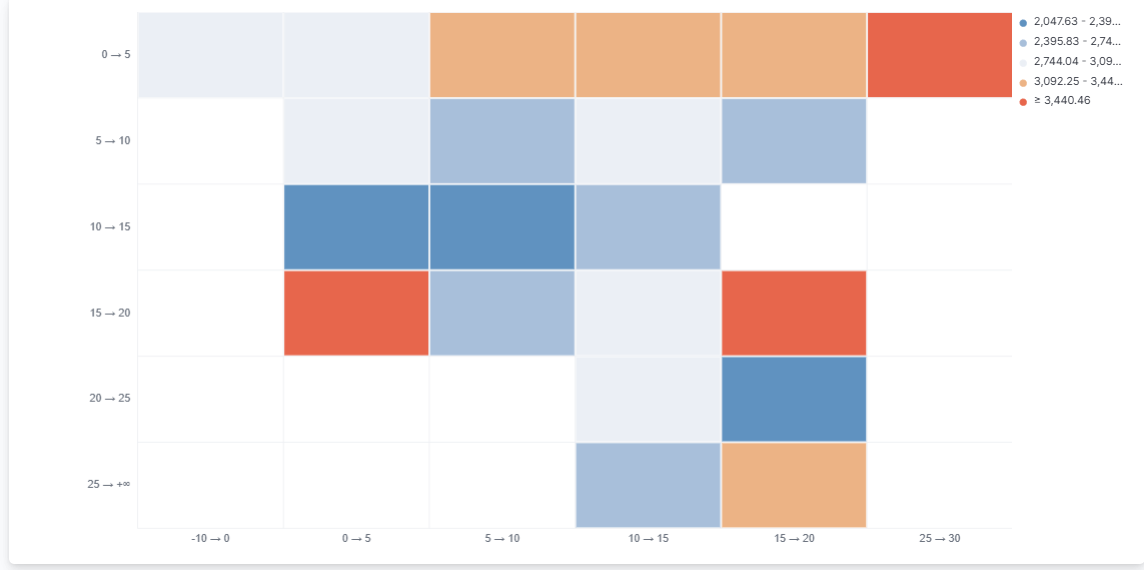 0 → 5
5 → 10
10 → 15
15 → 20
20 → 25
25 → +∞
-10 → 0
0 → 5
5 → 10
10 → 15
15 → 20
25 → 30
2,047.63 - 2,39...
2,395.83 - 2,74...
2,744.04 - 3,09...
3,092.25 - 3,44...
≥ 3,440.46